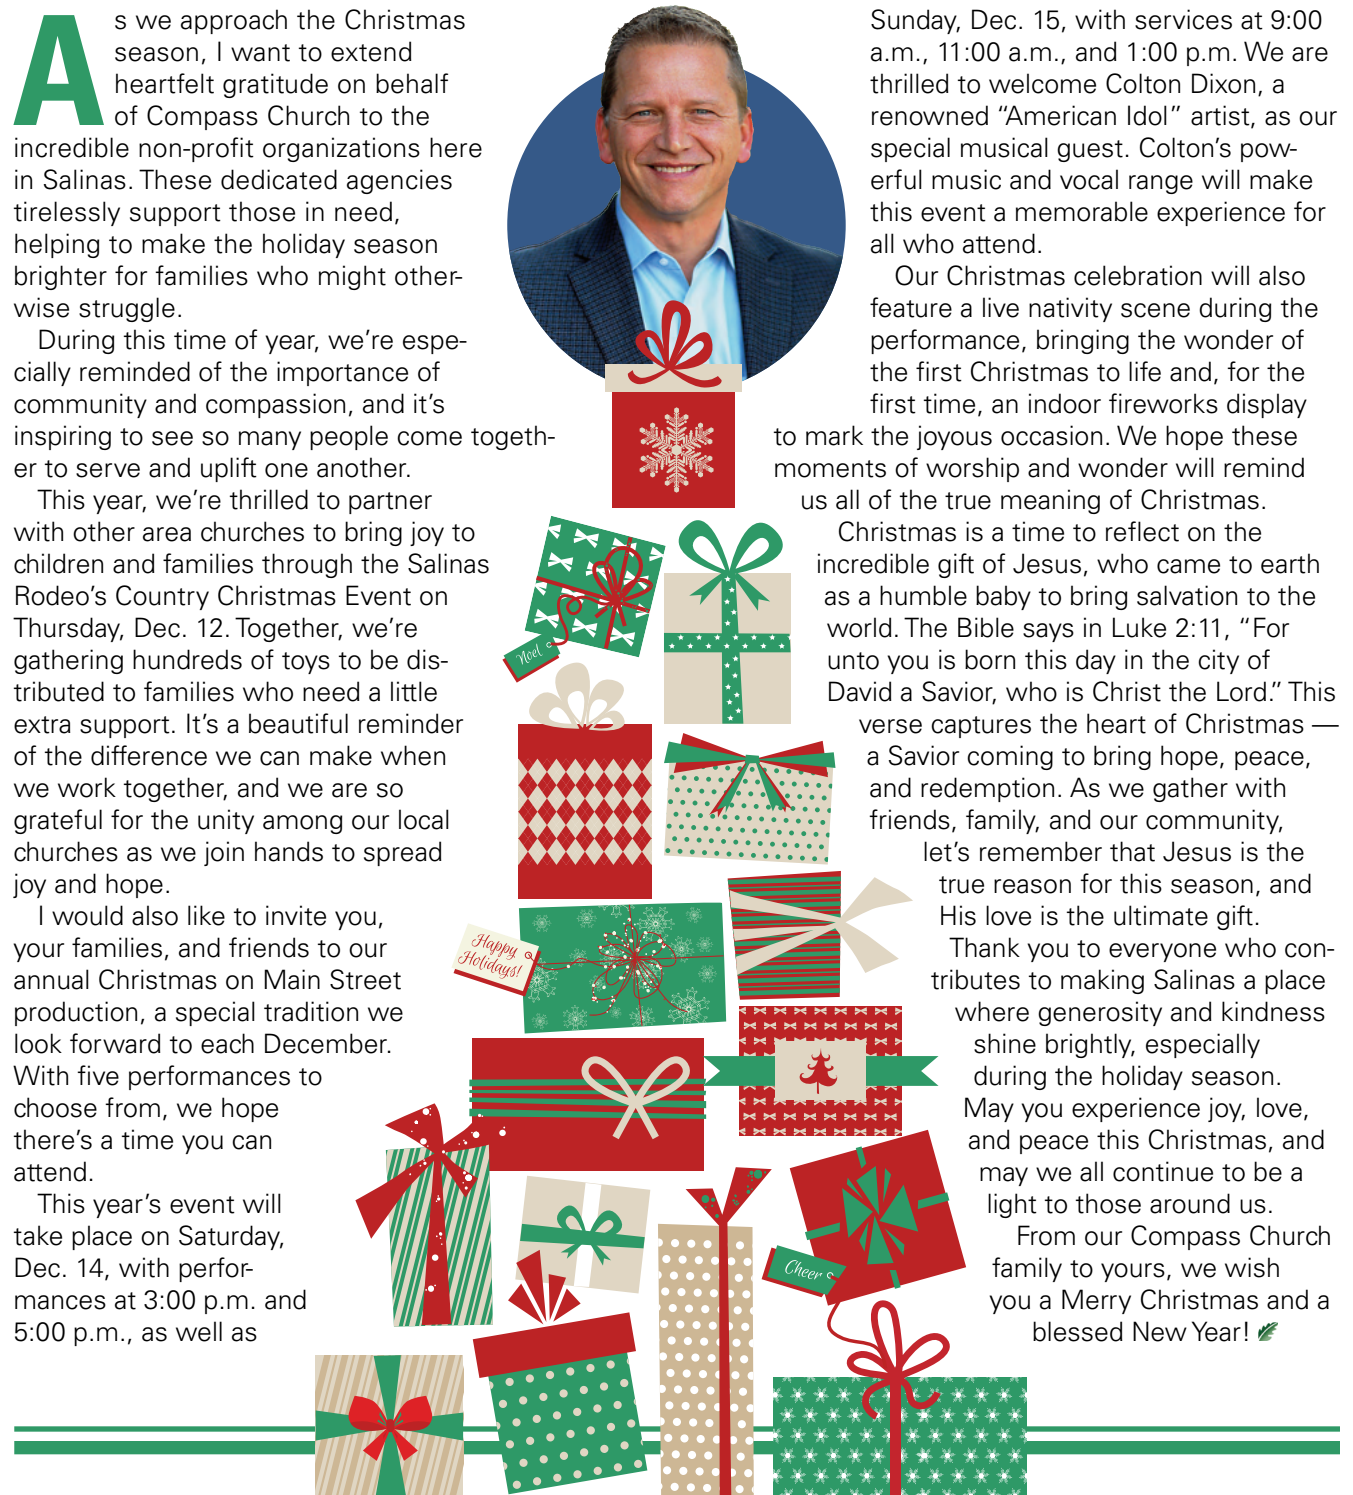 As we approach the Christmas
season, I want to extend
heartfelt gratitude on behalf
of Compass Church to the
incredible non-profit organizations here
in Salinas. These dedicated agencies
tirelessly support those in need,
helping to make the holiday season
brighter for families who might other-
wise struggle.
During this time of year, we're espe-
cially reminded of the importance of
community and compassion, and it's
inspiring to see so many people come togeth-
er to serve and uplift one another.
This year, we're thrilled to partner
with other area churches to bring joy to
children and families through the Salinas
Rodeo's Country Christmas Event on
Thursday, Dec. 12. Together, we're
gathering hundreds of toys to be dis-
tributed to families who need a little
extra support. It's a beautiful reminder
of the difference we can make when
we work together, and we are so
grateful for the unity among our local
churches as we join hands to spread
joy and hope.
I would also like to invite you,
your families, and friends to our
annual Christmas on Main Street
production, a special tradition we
look forward to each December.
With five performances to
choose from, we hope
there's a time you can
attend.
This year's event will
take place on Saturday,
Dec. 14, with perfor-
mances at 3:00 p.m. and
5:00 p.m., as well as
Sunday, Dec. 15, with services at 9:00
a.m., 11:00 a.m., and 1:00 p.m. We are
thrilled to welcome Colton Dixon, a
renowned "American Idol" artist, as our
special musical guest. Colton's pow-
erful music and vocal range will make
this event a memorable experience for
all who attend.
Our Christmas celebration will also
feature a live nativity scene during the
performance, bringing the wonder of
the first Christmas to life and, for the
first time, an indoor fireworks display
to mark the joyous occasion. We hope these
moments of worship and wonder will remind
us all of the true meaning of Christmas.
Christmas is a time to reflect on the
incredible gift of Jesus, who came to earth
as a humble baby to bring salvation to the
world. The Bible says in Luke 2:11, "For
unto you is born this day in the city of
David a Savior, who is Christ the Lord." This
verse captures the heart of Christmas —
a Savior coming to bring hope, peace,
and redemption. As we gather with
friends, family, and our community,
let's remember that Jesus is the
true reason for this season, and
His love is the ultimate gift.
Thank you to everyone who con-
tributes to making Salinas a place
where generosity and kindness
shine brightly, especially
during the holiday season.
May you experience joy, love,
and peace this Christmas, and
may we all continue to be a
light to those around us.
From our Compass Church
family to yours, we wish
you a Merry Christmas and a
blessed New Year!
Noel
Happy
Holidays!
Cheer